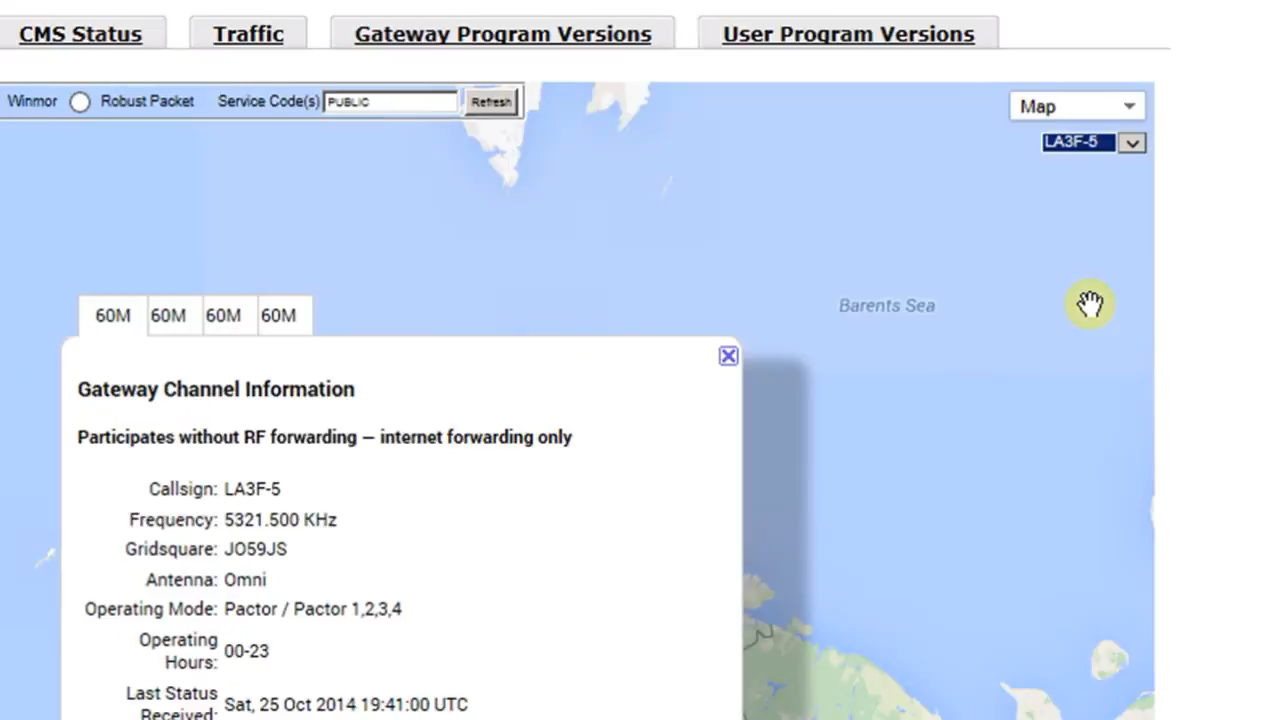 CMS Status Traffic Gateway Program Versions User Program Versions
Winmor Robust Packet Service Code(s) PUBLIC Refresh Map
LA3F-5
Barents Sea
60M 60M 60M 60M
Gateway Channel Information
Participates without RF forwarding — internet forwarding only
Callsign: LA3F-5
Frequency: 5321.500 KHz
Gridsquare: JO59JS
Antenna: Omni
Operating Mode: Pactor / Pactor 1,2,3,4
Operating
Hours: 00-23
Last Status
Received: Sat, 25 Oct 2014 19:41:00 UTC